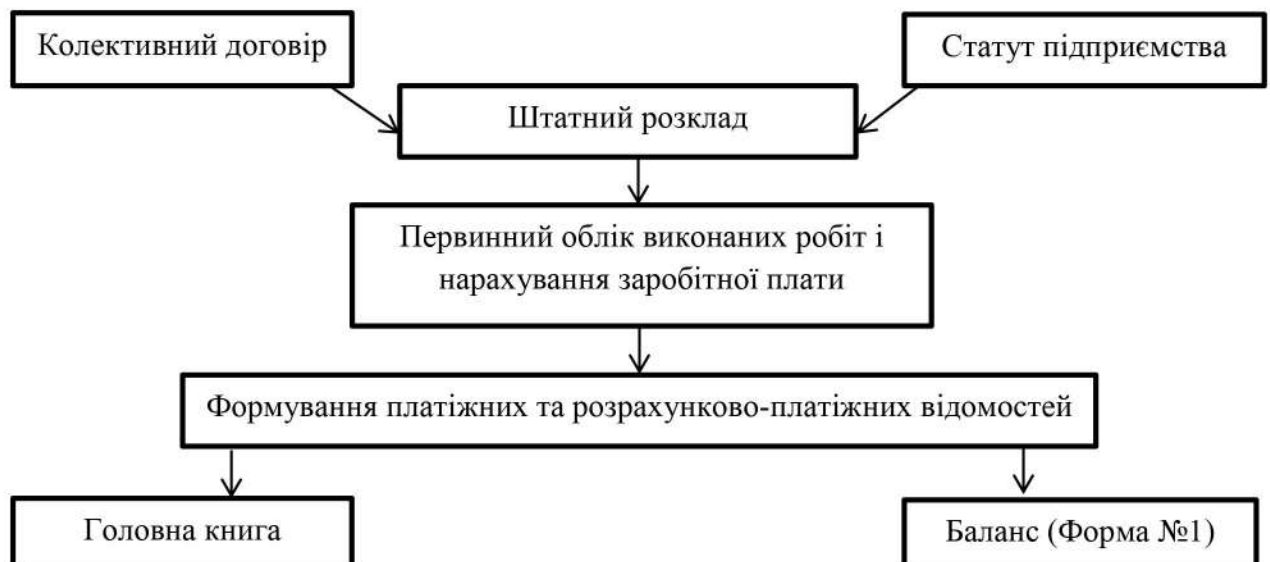 Колективний договір
Статут підприємства
Штатний розклад
Первинний облік виконаних робіт і
нарахування заробітної плати
Формування платіжних та розрахунково-платіжних відомостей
Головна книга
Баланс (Форма №1)